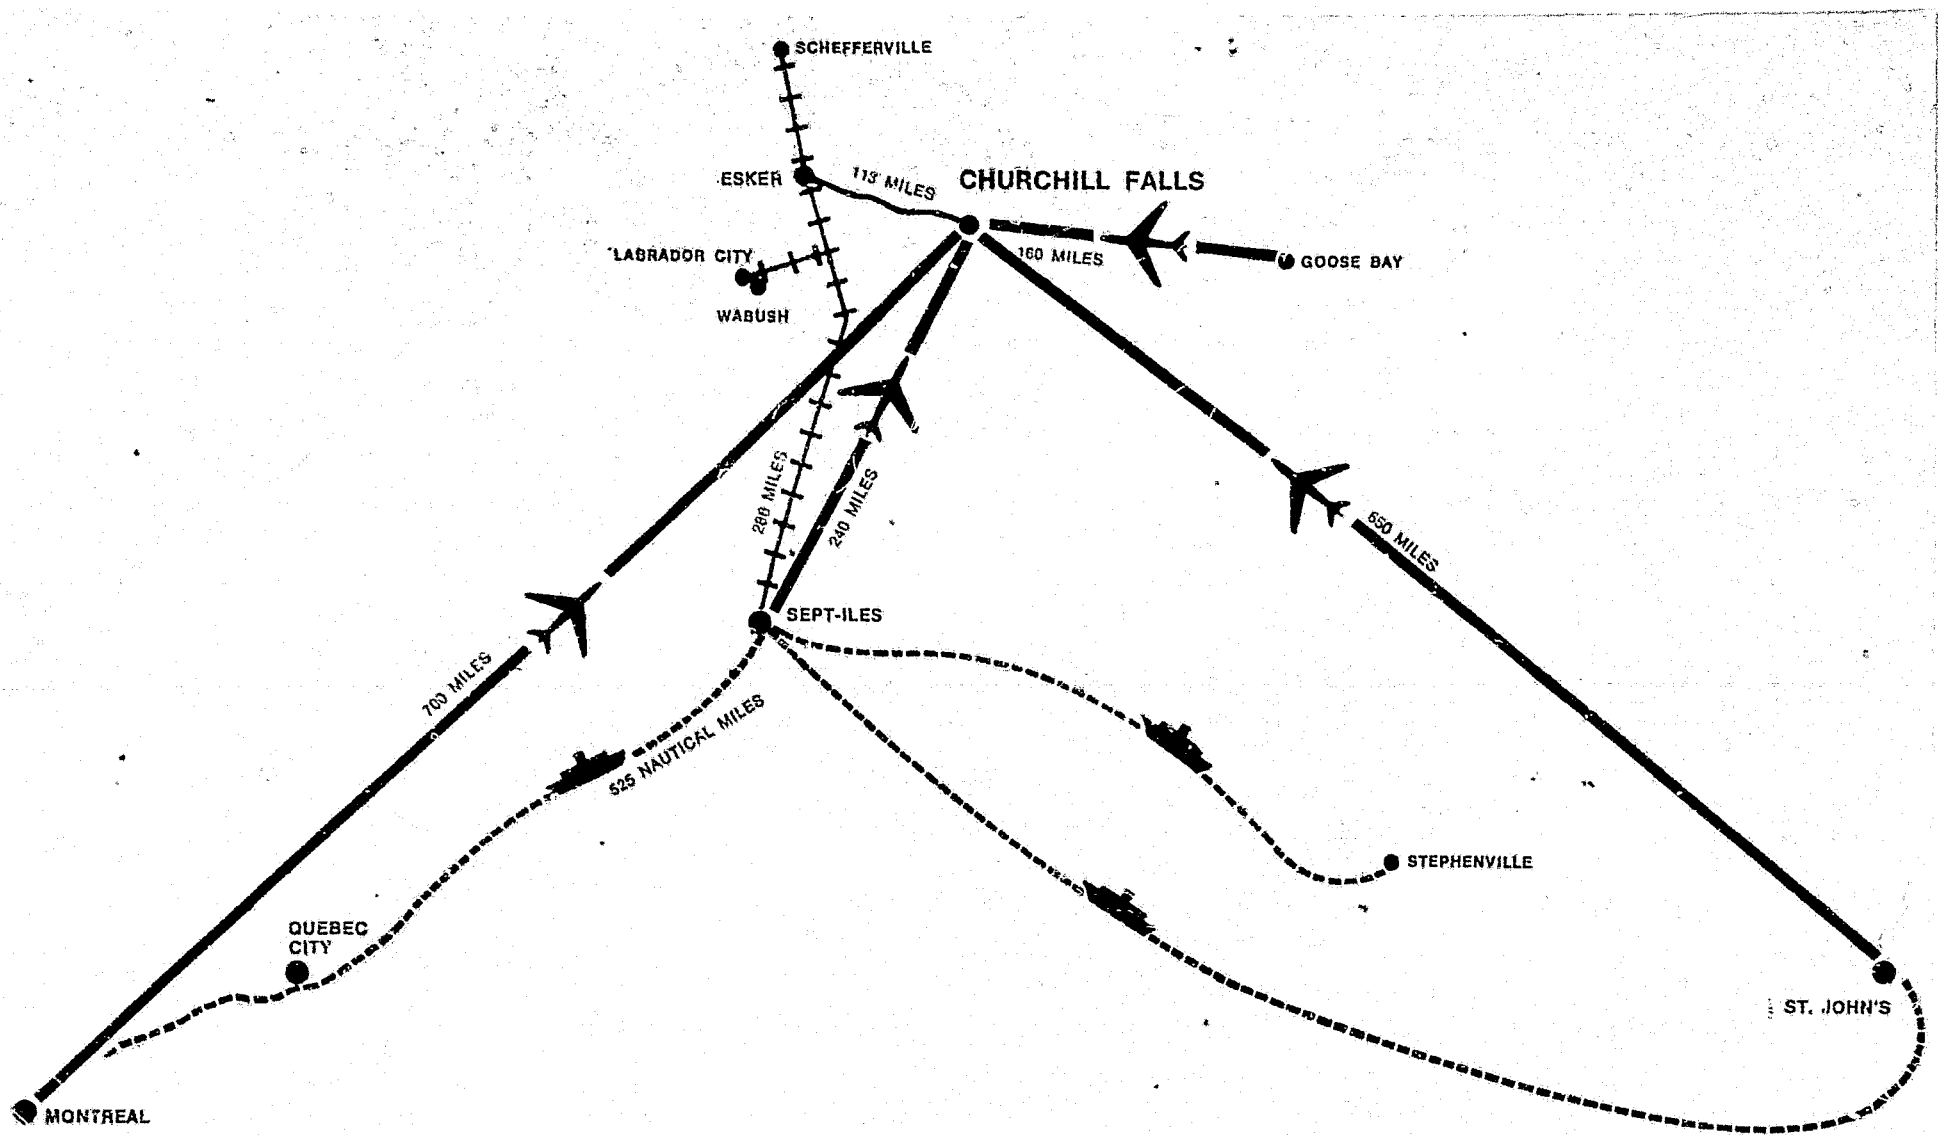 SCHEFFERVILLE
ESKER
113 MILES
CHURCHILL FALLS
LABRADOR CITY
160 MILES
GOOSE BAY
WABUSH
MILES
240 MILES
650 MILES
SEPT-ILES
700 MILES
525 NAUTICAL MILES
STEPHENVILLE
QUEBEC
CITY
ST. JOHN'S
MONTREAL